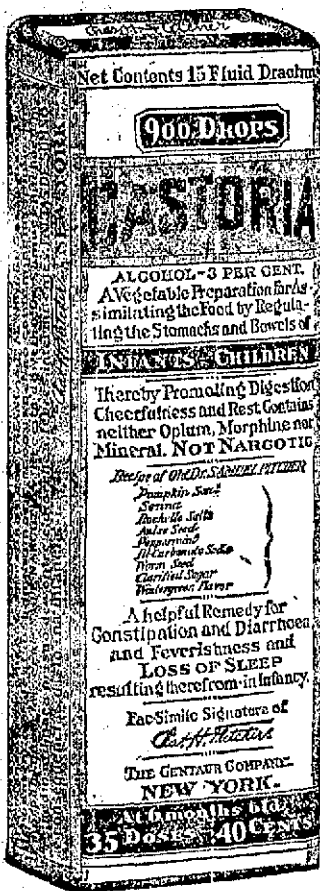 Net Contents 15 Fluid Drachm
900 DROPS
CASTORIA
ALCOHOL-3 PER CENT.
A Vegetable Preparation for As-
similating the Food by Regula-
ting the Stomachs and Bowels of
INFANTS CHILDREN
Thereby Promoting Digestion
Cheerfulness and Rest. Contains
neither Opium, Morphine nor
Mineral. NOT NARCOTIC
Recipe of Old Dr. SAMUEL PITCHER
Pumpkin Seed
Senna
Rochelle Salts
Anise Seed
Peppermint
Bi Carbonate Soda
Worm Seed
Clarified Sugar
Wintergreen Flavor
A helpful Remedy for
Constipation and Diarrhoea,
and Feverishness and
LOSS OF SLEEP
resulting therefrom in Infancy.
Fac-Simile Signature of
Chas. H. Fletcher
THE CENTAUR COMPANY.
NEW YORK.
At 6 months old
35 DOSES 40 CENTS
NEW YORK